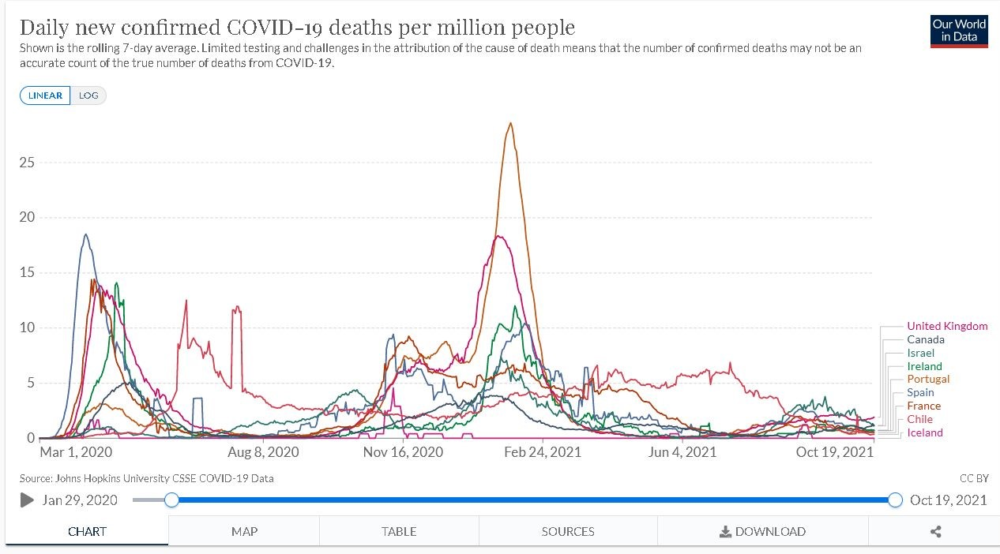 Daily new confirmed COVID-19 deaths per million people
Our World
in Data
Shown is the rolling 7-day average. Limited testing and challenges in the attribution of the cause of death means that the number of confirmed deaths may not be an
accurate count of the true number of deaths from COVID-19.
LINEAR LOG
25
20
15
10
5
0
United Kingdom
Canada
Israel
Ireland
Portugal
Spain
France
Chile
Iceland
Mar 1, 2020 Aug 8, 2020 Nov 16, 2020 Feb 24, 2021 Jun 4, 2021 Oct 19, 2021
Source: Johns Hopkins University CSSE COVID-19 Data CC BY
Jan 29, 2020 Oct 19, 2021
CHART MAP TABLE SOURCES DOWNLOAD